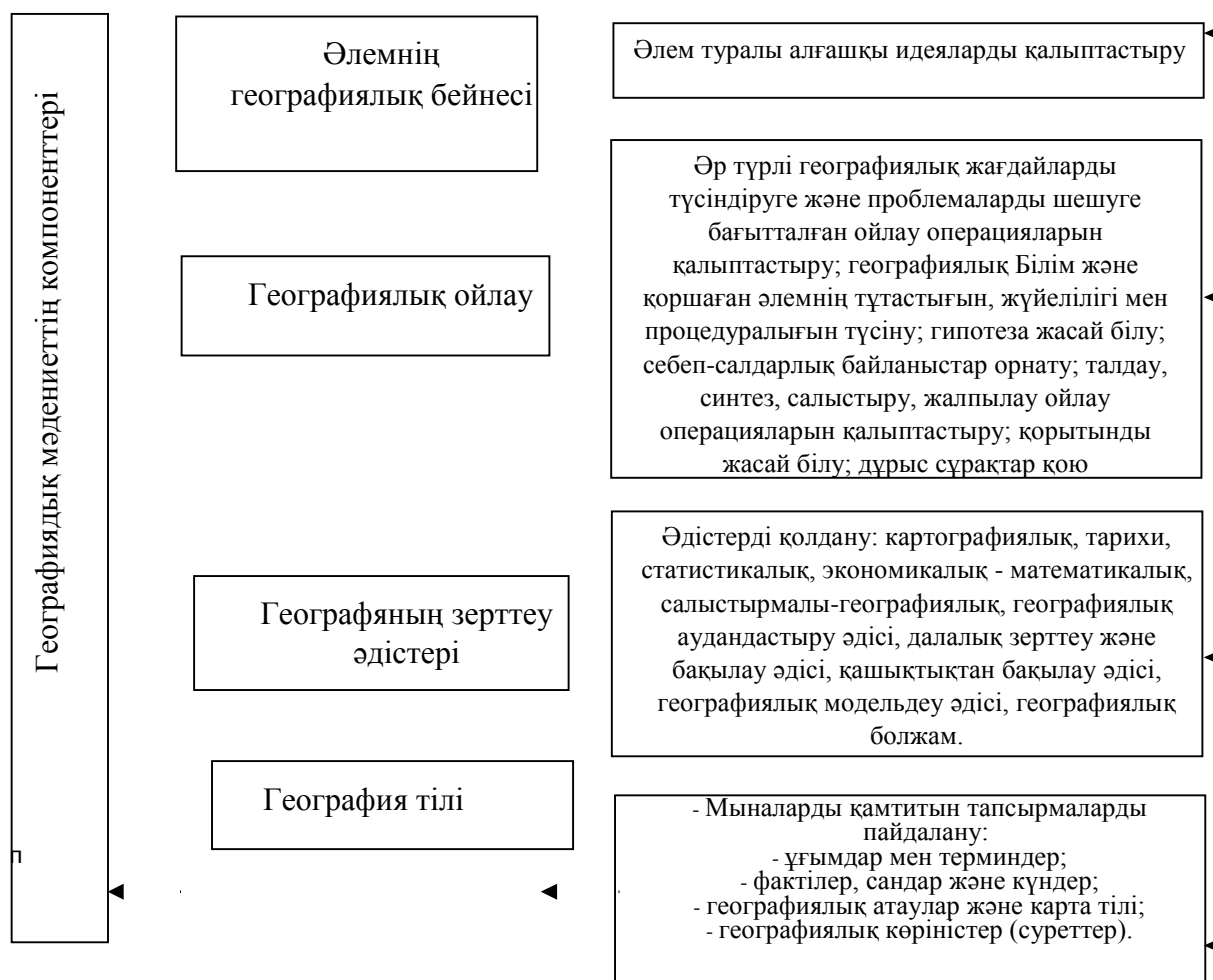 Географиядық мәдениеттің компоненттері
Әлемнің
географиялық бейнесі
Әлем туралы алғашқы идеяларды қалыптастыру
Географиялық ойлау
Әр түрлі географиялық жағдайларды
түсіндіруге және проблемаларды шешуге
бағытталған ойлау операцияларын
қалыптастыру; географиялық Білім және
қоршаған әлемнің тұтастығын, жүйелілігі мен
процедуралығын түсіну; гипотеза жасай білу;
себеп-салдарлық байланыстар орнату; талдау,
синтез, салыстыру, жалпылау ойлау
операцияларын қалыптастыру; қорытынды
жасай білу; дұрыс сұрақтар қою
Географяның зерттеу
әдістері
Әдістерді қолдану: картографиялық, тарихи,
статистикалық, экономикалық - математикалық,
салыстырмалы-географиялық, географиялық
аудандастыру әдісі, далалық зерттеу және
бақылау әдісі, қашықтықтан бақылау әдісі,
географиялық модельдеу әдісі, географиялық
болжам.
География тілі
- Мыналарды қамтитын тапсырмаларды
пайдалану:
- ұғымдар мен терминдер;
- фактілер, сандар және күндер;
- географиялық атаулар және карта тілі;
- географиялық көріністер (суреттер).
п